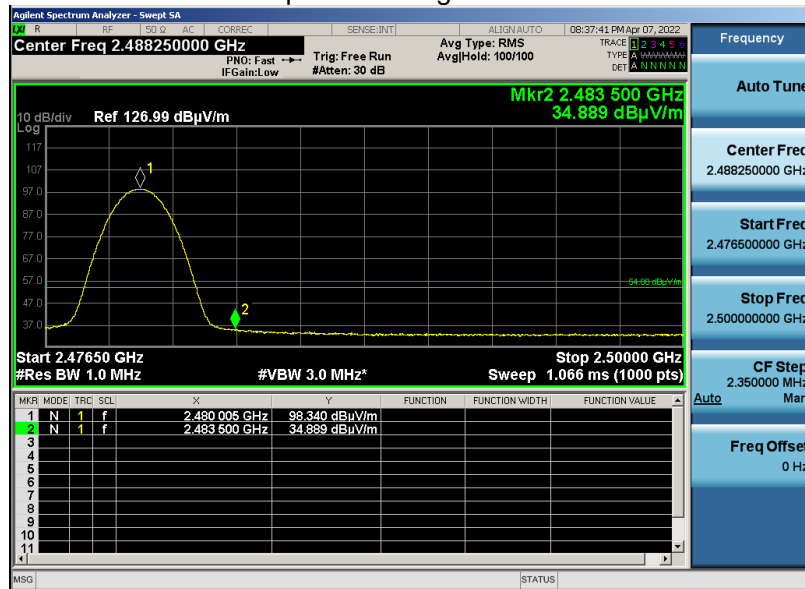 Agilent Spectrum Analyzer - Swept SA
LXI R RF 50 Ω AC CORREC SENSE:INT ALIGN AUTO 08:37:41 PM Apr 07, 2022
Center Freq 2.488250000 GHz
PNO: Fast
IFGain:Low
Trig: Free Run
#Atten: 30 dB
Avg Type: RMS
Avg|Hold: 100/100
TRACE 1 2 3 4 5 6
TYPE A
DET A N N N N N
Mkr2 2.483 500 GHz
34.889 dBµV/m
10 dB/div Ref 126.99 dBµV/m
Log
117
107
97.0
87.0
77.0
67.0
57.0
47.0
37.0
1
2
54.00 dBµV/m
Start 2.47650 GHz Stop 2.50000 GHz
#Res BW 1.0 MHz #VBW 3.0 MHz* Sweep 1.066 ms (1000 pts)
MKR MODE TRC SCL X Y FUNCTION FUNCTION WIDTH FUNCTION VALUE
1 N 1 f 2.480 005 GHz 98.340 dBµV/m
2 N 1 f 2.483 500 GHz 34.889 dBµV/m
3
4
5
6
7
8
9
10
11
MSG STATUS
Frequency
Auto Tune
Center Freq
2.488250000 GHz
Start Freq
2.476500000 GHz
Stop Freq
2.500000000 GHz
CF Step
2.350000 MHz
Auto Man
Freq Offset
0 Hz